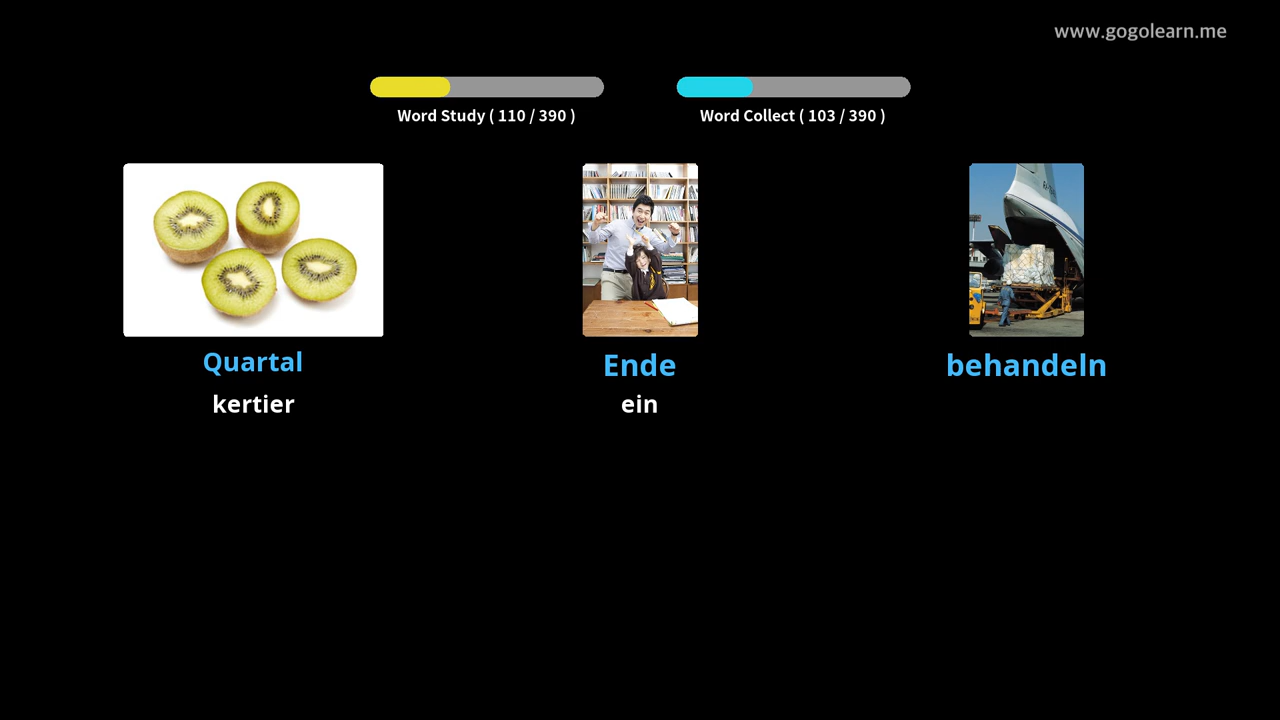 www.gogolearn.me
Word Study ( 110 / 390 )
Word Collect ( 103 / 390 )
Quartal
kertier
Ende
ein
behandeln